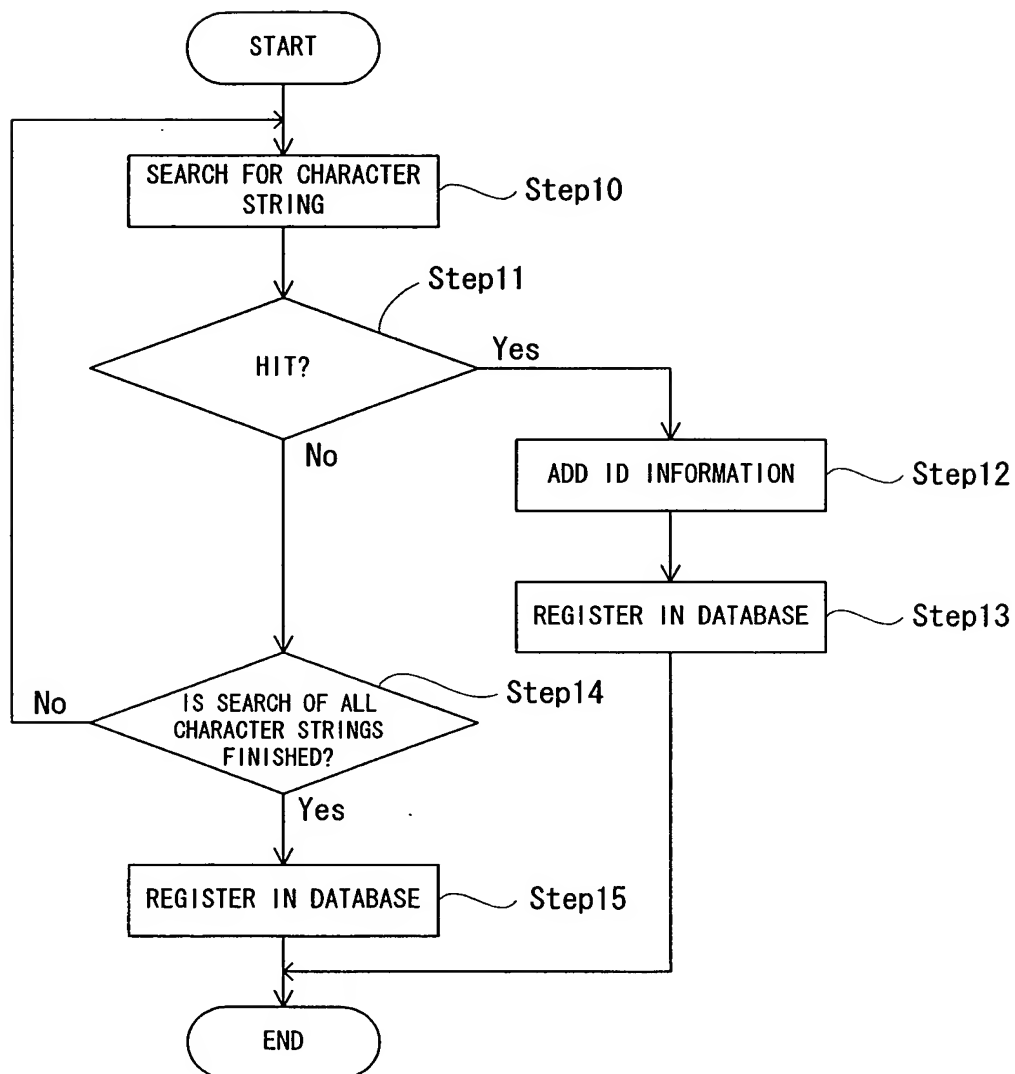 START
SEARCH FOR CHARACTER
STRING
Step10
Step11
HIT?
Yes
No
ADD ID INFORMATION
Step12
REGISTER IN DATABASE
Step13
Step14
No
IS SEARCH OF ALL
CHARACTER STRINGS
FINISHED?
Yes
REGISTER IN DATABASE
Step15
END